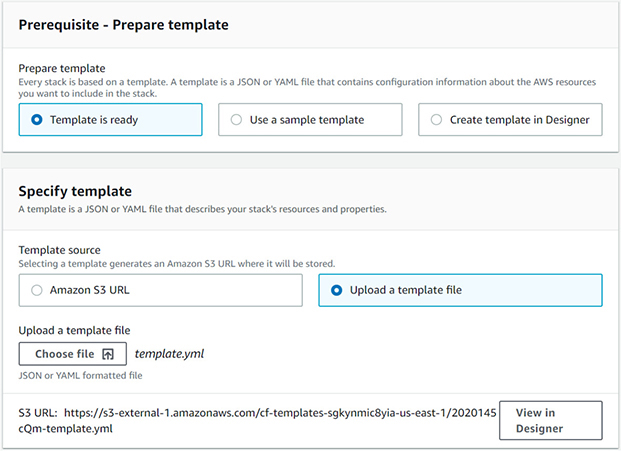 Prerequisite - Prepare template
Prepare template
Every stack is based on a template. A template is a JSON or YAML file that contains configuration information about the AWS resources
you want to include in the stack.
Template is ready
Use a sample template
Create template in Designer
Specify template
A template is a JSON or YAML file that describes your stack's resources and properties.
Template source
Selecting a template generates an Amazon S3 URL where it will be stored.
Amazon S3 URL
Upload a template file
Upload a template file
Choose file template.yml
JSON or YAML formatted file
S3 URL: https://s3-external-1.amazonaws.com/cf-templates-sgkynmic8yia-us-east-1/2020145
cQm-template.yml
View in
Designer